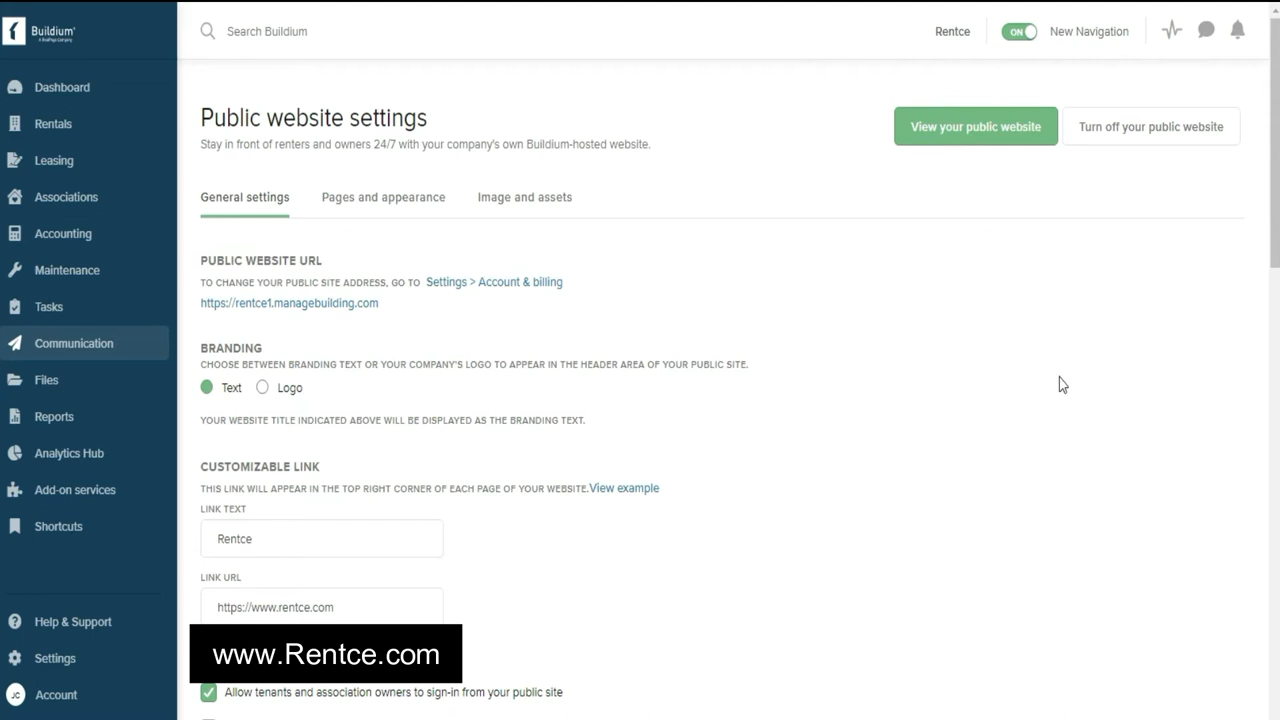 Buildium
Search Buildium
Rentce
ON
New Navigation
Dashboard
Rentals
Leasing
Associations
Accounting
Maintenance
Tasks
Communication
Files
Reports
Analytics Hub
Add-on services
Shortcuts
Help & Support
Settings
JC
Account
Public website settings
Stay in front of renters and owners 24/7 with your company's own Buildium-hosted website.
View your public website
Turn off your public website
General settings
Pages and appearance
Image and assets
PUBLIC WEBSITE URL
TO CHANGE YOUR PUBLIC SITE ADDRESS, GO TO Settings > Account & billing
https://rentce1.managebuilding.com
BRANDING
CHOOSE BETWEEN BRANDING TEXT OR YOUR COMPANY'S LOGO TO APPEAR IN THE HEADER AREA OF YOUR PUBLIC SITE.
Text Logo
YOUR WEBSITE TITLE INDICATED ABOVE WILL BE DISPLAYED AS THE BRANDING TEXT.
CUSTOMIZABLE LINK
THIS LINK WILL APPEAR IN THE TOP RIGHT CORNER OF EACH PAGE OF YOUR WEBSITE.View example
LINK TEXT
Rentce
LINK URL
https://www.rentce.com
www.Rentce.com
Allow tenants and association owners to sign-in from your public site